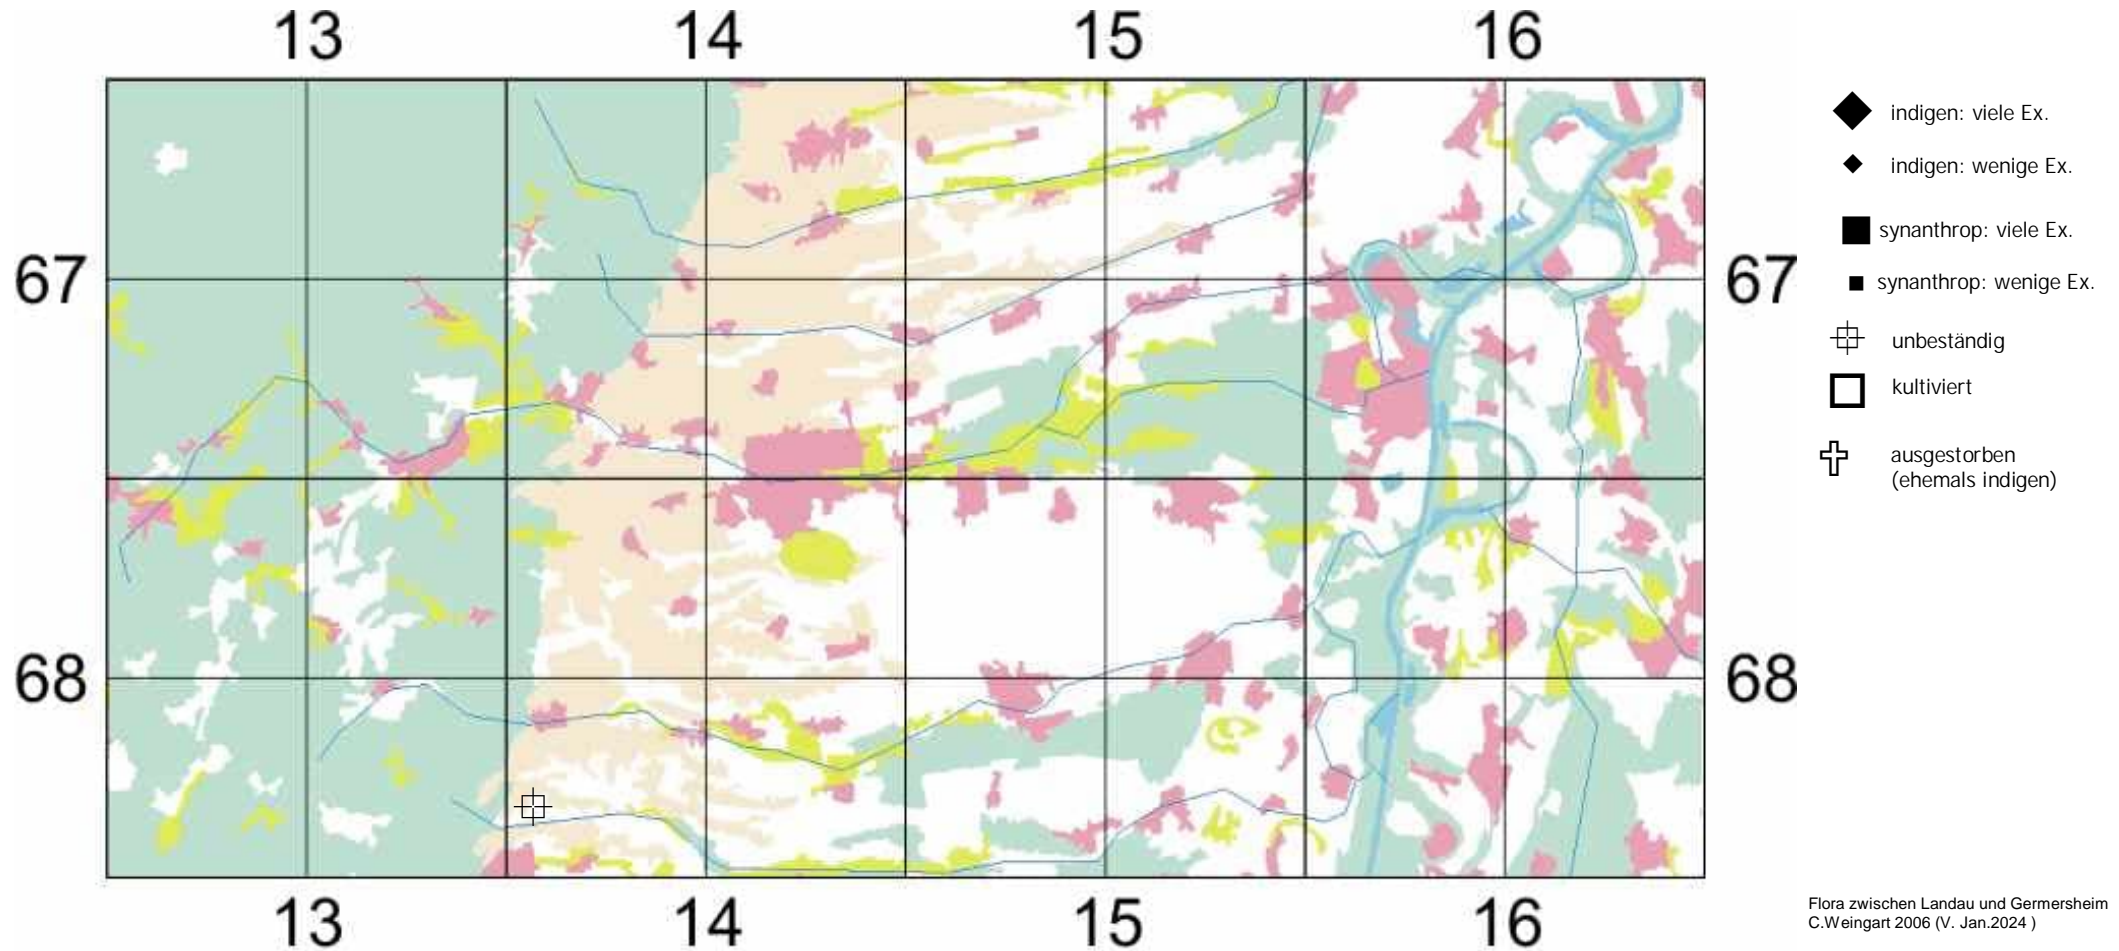 13 14 15 16
67 67
68 68
13 14 15 16
indigen: viele Ex.
indigen: wenige Ex.
synanthrop: viele Ex.
synanthrop: wenige Ex.
unbeständig
kultiviert
ausgestorben
(ehemals indigen)
Flora zwischen Landau und Germersheim
C.Weingart 2006 (V. Jan.2024 )